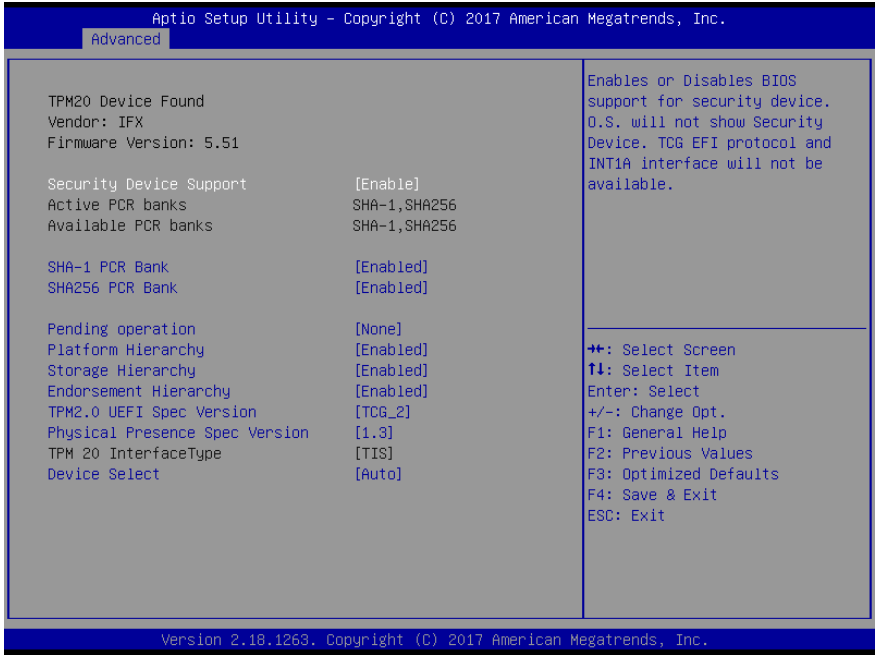 Aptio Setup Utility – Copyright (C) 2017 American Megatrends, Inc.
Advanced
TPM20 Device Found
Vendor: IFX
Firmware Version: 5.51
Security Device Support [Enable]
Active PCR banks SHA-1,SHA256
Available PCR banks SHA-1,SHA256
SHA-1 PCR Bank [Enabled]
SHA256 PCR Bank [Enabled]
Pending operation [None]
Platform Hierarchy [Enabled]
Storage Hierarchy [Enabled]
Endorsement Hierarchy [Enabled]
TPM2.0 UEFI Spec Version [TCG_2]
Physical Presence Spec Version [1.3]
TPM 20 InterfaceType [TIS]
Device Select [Auto]
Enables or Disables BIOS
support for security device.
O.S. will not show Security
Device. TCG EFI protocol and
INT1A interface will not be
available.
→←: Select Screen
↑↓: Select Item
Enter: Select
+/-: Change Opt.
F1: General Help
F2: Previous Values
F3: Optimized Defaults
F4: Save & Exit
ESC: Exit
Version 2.18.1263. Copyright (C) 2017 American Megatrends, Inc.